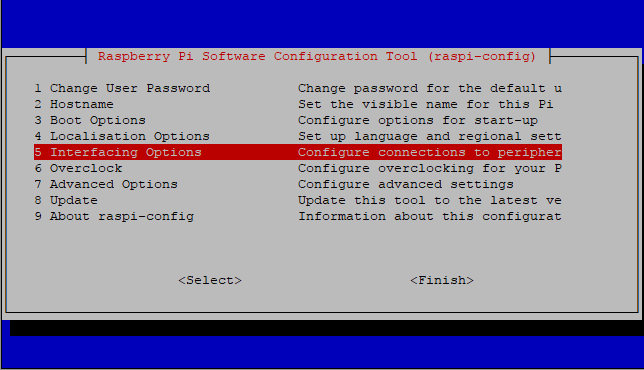 Raspberry Pi Software Configuration Tool (raspi-config)
1 Change User Password Change password for the default u
2 Hostname Set the visible name for this Pi
3 Boot Options Configure options for start-up
4 Localisation Options Set up language and regional sett
5 Interfacing Options Configure connections to peripher
6 Overclock Configure overclocking for your P
7 Advanced Options Configure advanced settings
8 Update Update this tool to the latest ve
9 About raspi-config Information about this configurat
<Select> <Finish>